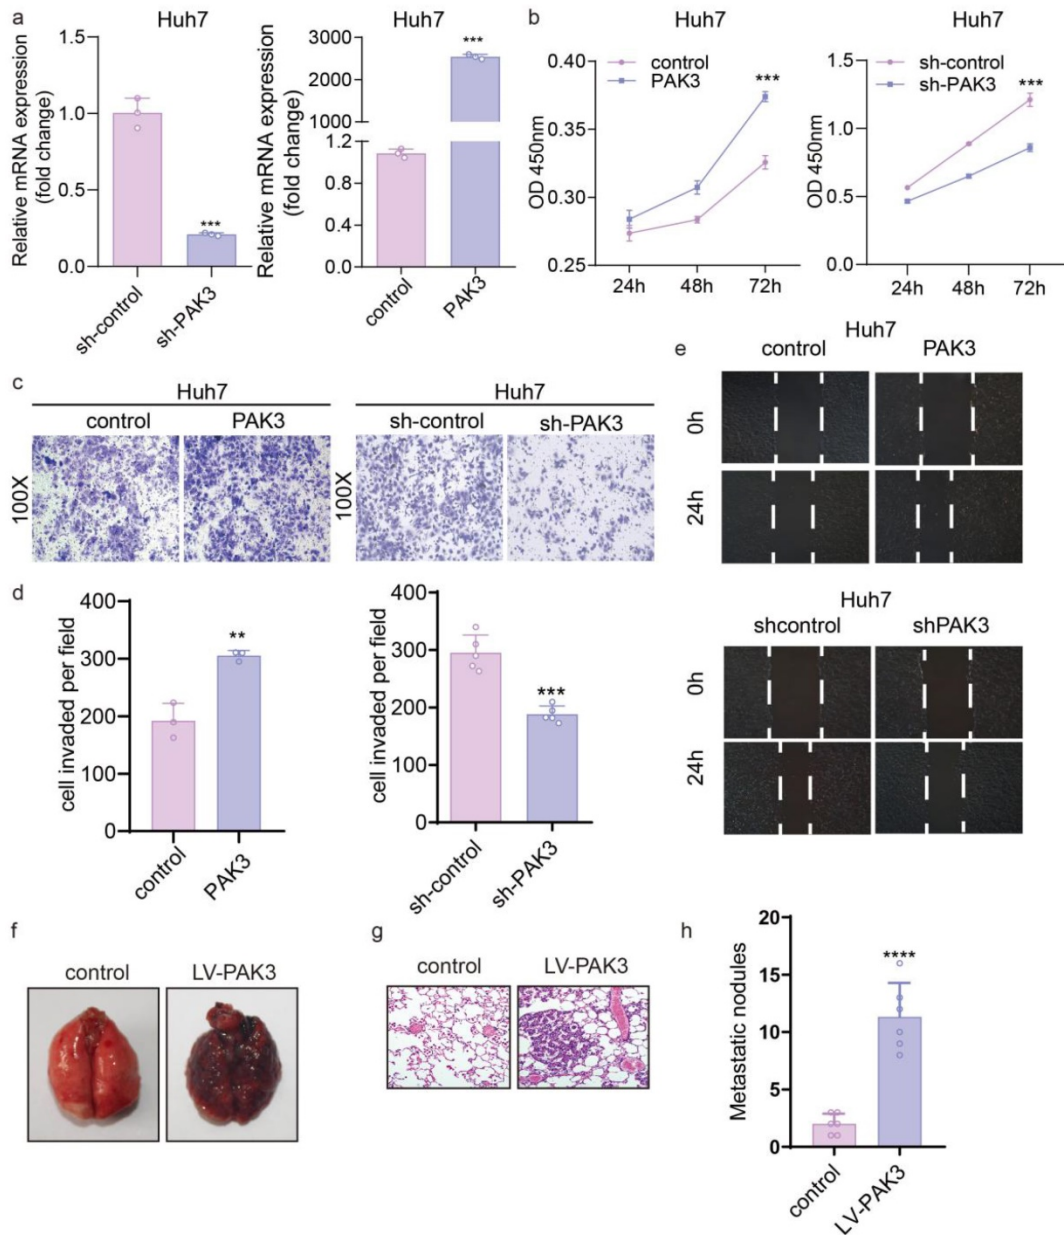 a
Huh7
Relative mRNA expression
(fold change)
1.5
1.0
0.5
0.0
***
sh-control
sh-PAK3
Huh7
Relative mRNA expression
(fold change)
3000
2000
1000
1.2
0.8
0.4
0.0
***
control
PAK3
b
Huh7
OD 450nm
0.40
0.35
0.30
0.25
control
PAK3
***
24h 48h 72h
Huh7
OD 450nm
1.5
1.0
0.5
0.0
sh-control
sh-PAK3
***
24h 48h 72h
c
Huh7
control PAK3
100X
Huh7
sh-control sh-PAK3
100X
d
cell invaded per field
400
300
200
100
0
**
control
PAK3
cell invaded per field
400
300
200
100
0
***
sh-control
sh-PAK3
e
Huh7
control PAK3
0h
24h
Huh7
shcontrol shPAK3
0h
24h
f
control LV-PAK3
g
control LV-PAK3
h
Metastatic nodules
20
15
10
5
0
****
control
LV-PAK3